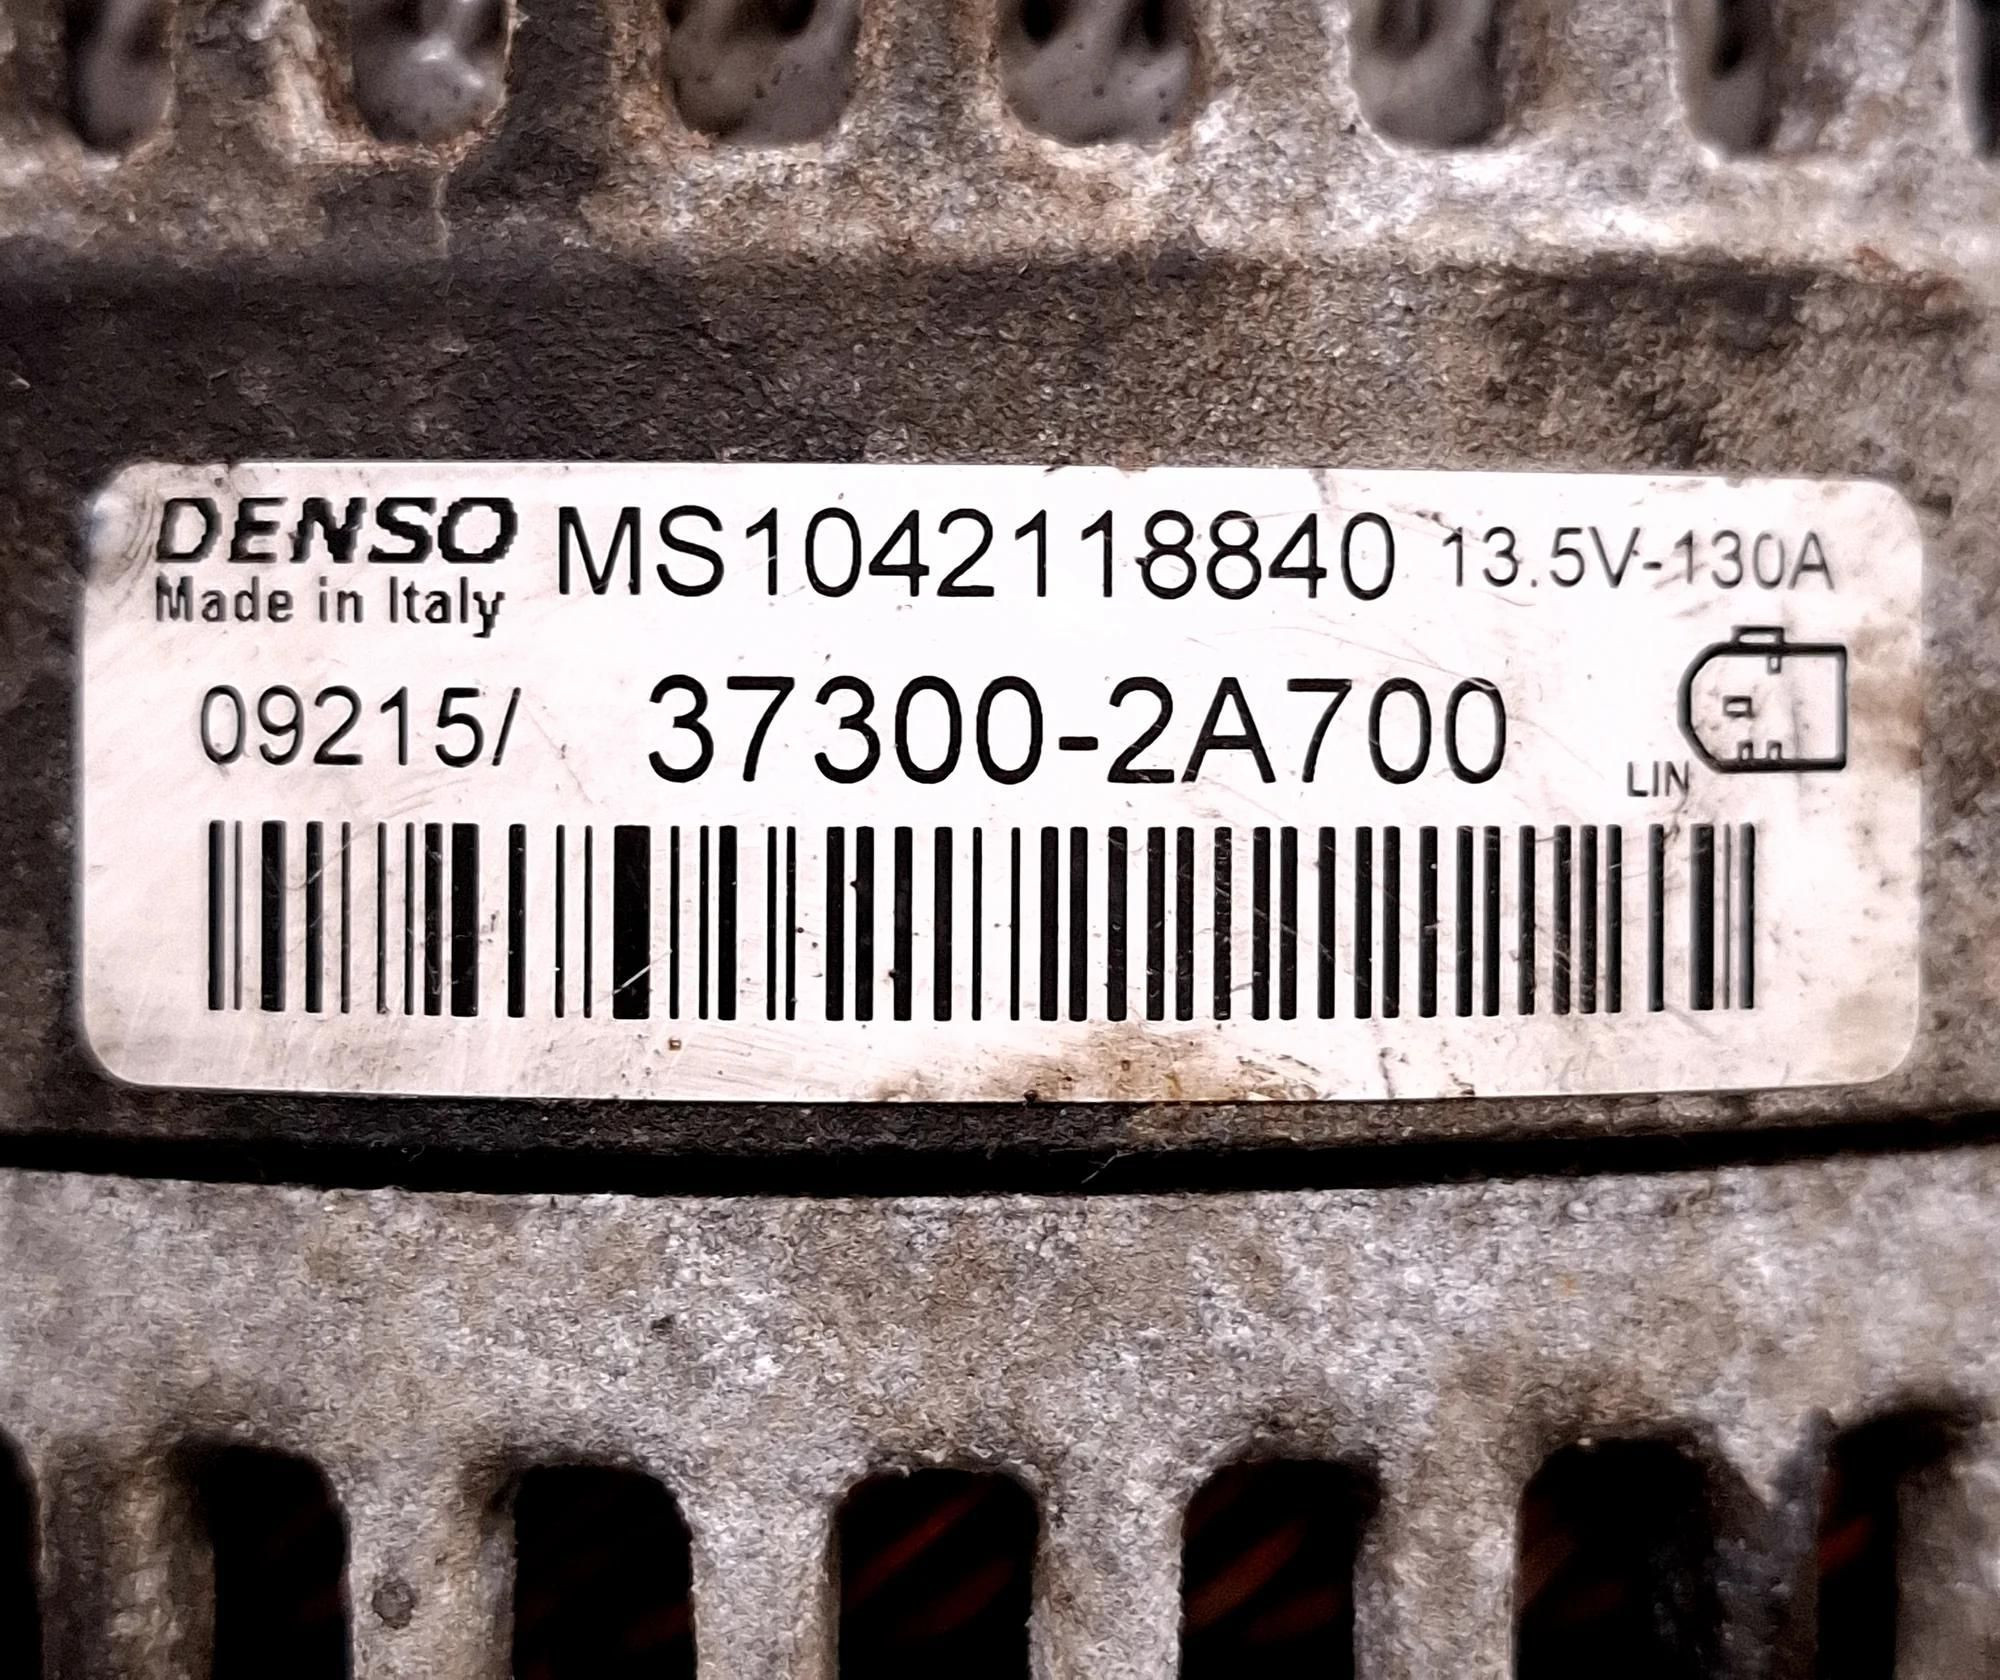 DENSO MS1042118840 13.5V-130A
Made in Italy
09215/ 37300-2A700
LIN